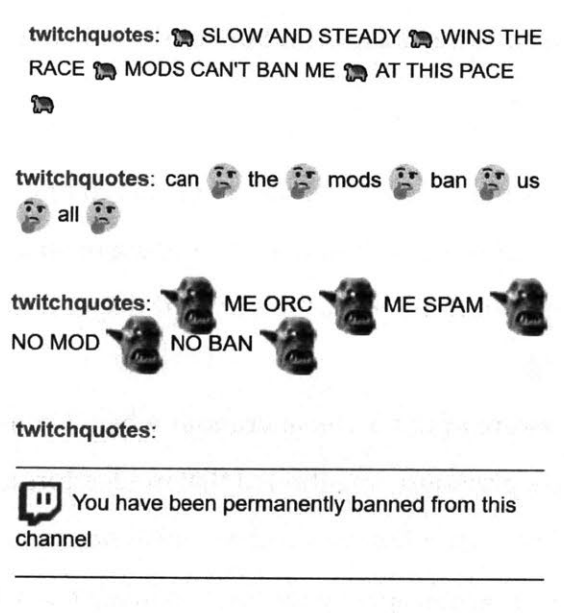 twitchquotes: 🐢 SLOW AND STEADY 🐢 WINS THE
RACE 🐢 MODS CAN'T BAN ME 🐢 AT THIS PACE
🐢
twitchquotes: can 🤔 the 🤔 mods 🤔 ban 🤔 us
🤔 all 🤔
twitchquotes: ME ORC ME SPAM
NO MOD NO BAN
twitchquotes:
You have been permanently banned from this
channel